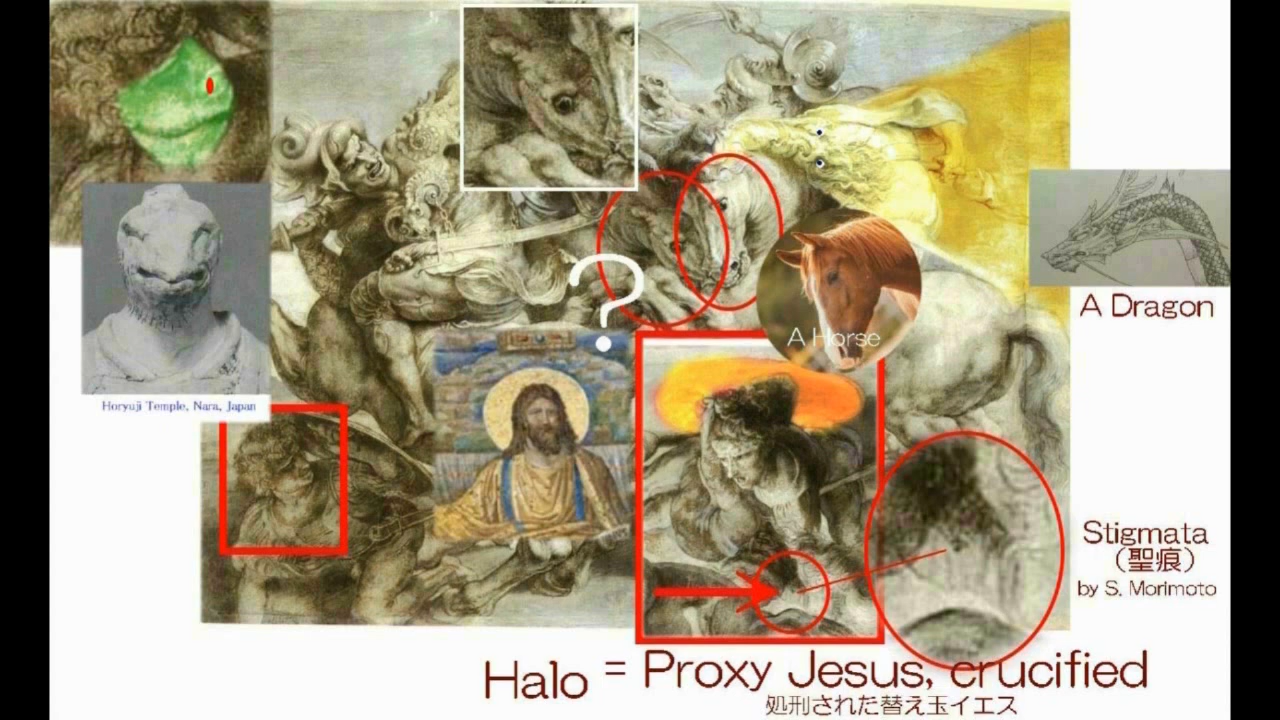 A Dragon
A Horse
Horyuji Temple, Nara, Japan
?
Stigmata
(聖痕)
by S. Morimoto
Halo = Proxy Jesus, crucified
処刑された替え玉イエス